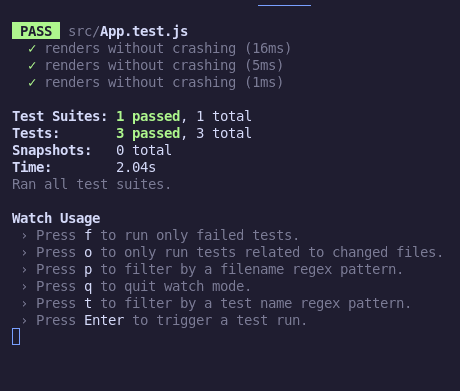 PASS src/App.test.js
✓ renders without crashing (16ms)
✓ renders without crashing (5ms)
✓ renders without crashing (1ms)
Test Suites: 1 passed, 1 total
Tests: 3 passed, 3 total
Snapshots: 0 total
Time: 2.04s
Ran all test suites.
Watch Usage
› Press f to run only failed tests.
› Press o to only run tests related to changed files.
› Press p to filter by a filename regex pattern.
› Press q to quit watch mode.
› Press t to filter by a test name regex pattern.
› Press Enter to trigger a test run.